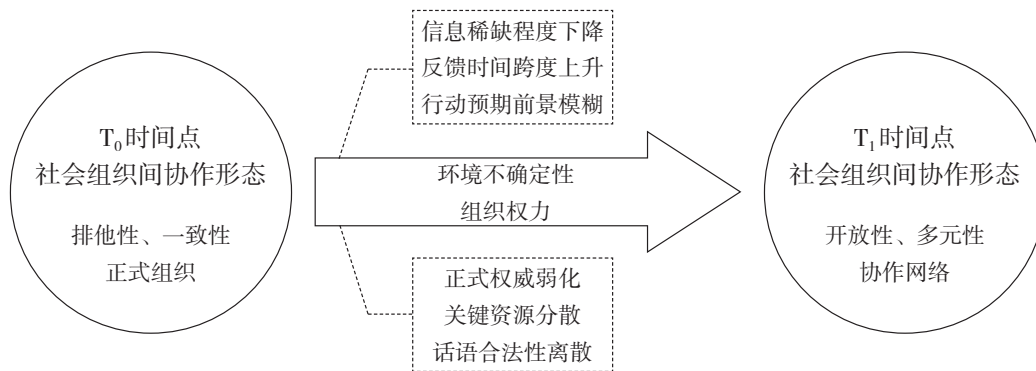 信息稀缺程度下降
反馈时间跨度上升
行动预期前景模糊
T₀时间点
社会组织间协作形态
排他性、一致性
正式组织
环境不确定性
组织权力
正式权威弱化
关键资源分散
话语合法性离散
T₁时间点
社会组织间协作形态
开放性、多元性
协作网络